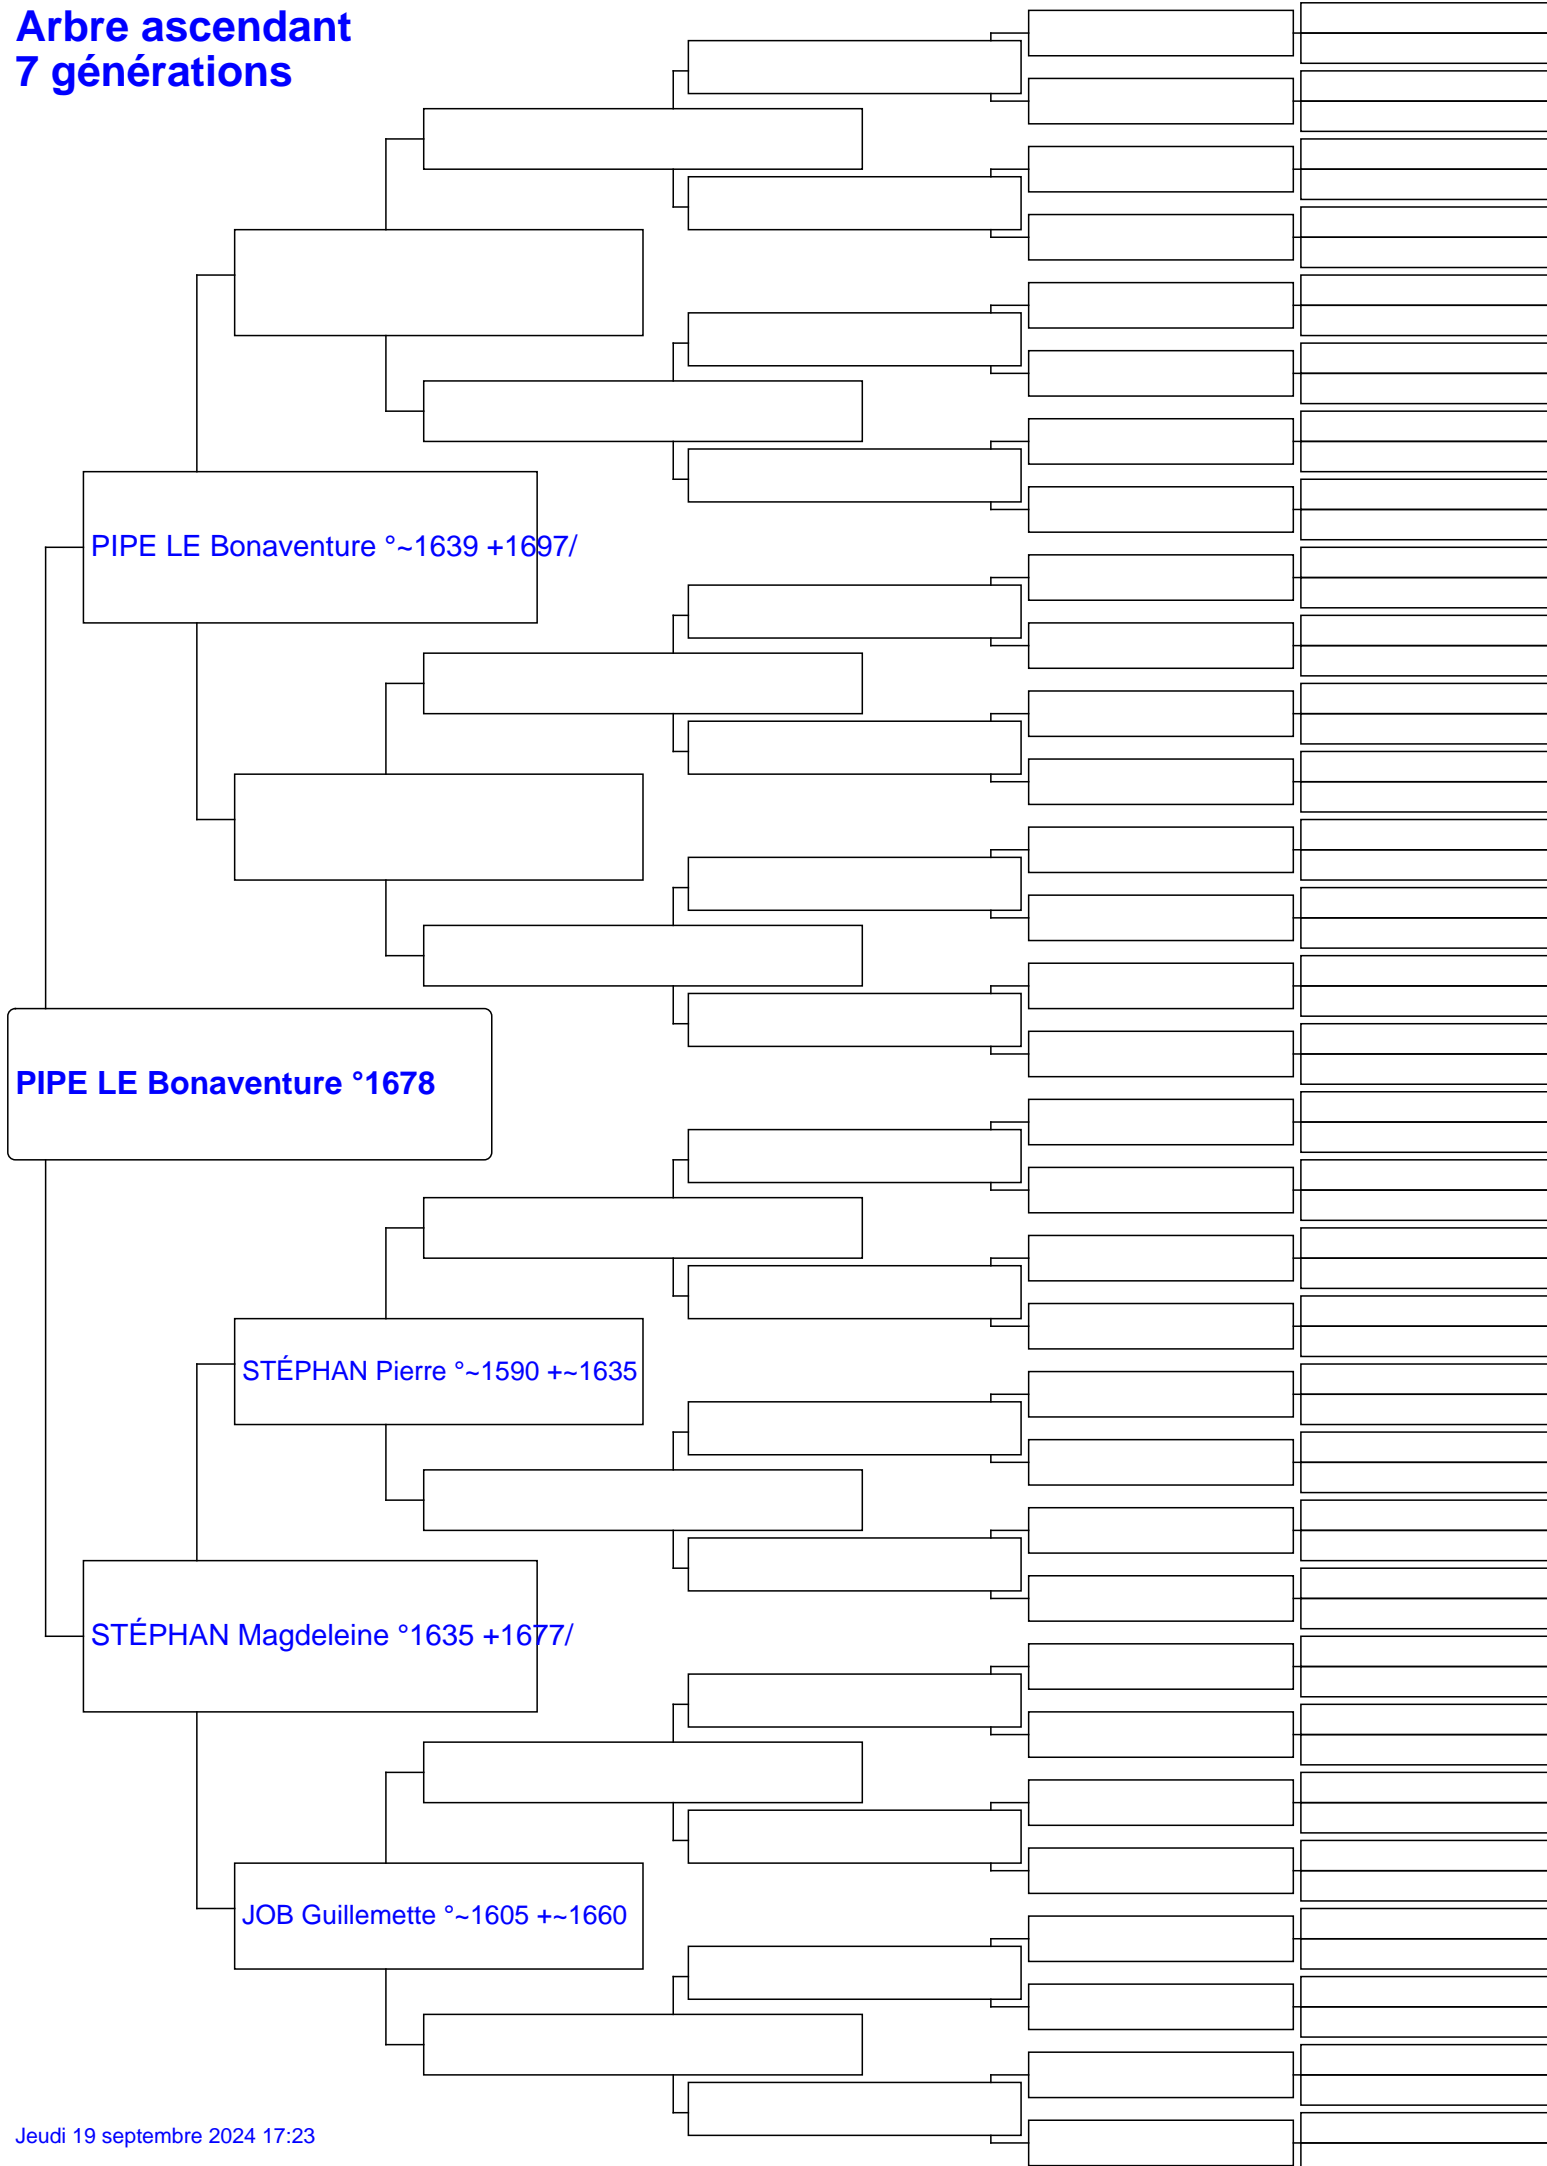 Arbre ascendant
7 générations
PIPE LE Bonaventure °~1639 +1697/
PIPE LE Bonaventure °1678
STÉPHAN Pierre °~1590 +~1635
STÉPHAN Magdeleine °1635 +1677/
JOB Guillemette °~1605 +~1660
Jeudi 19 septembre 2024 17:23